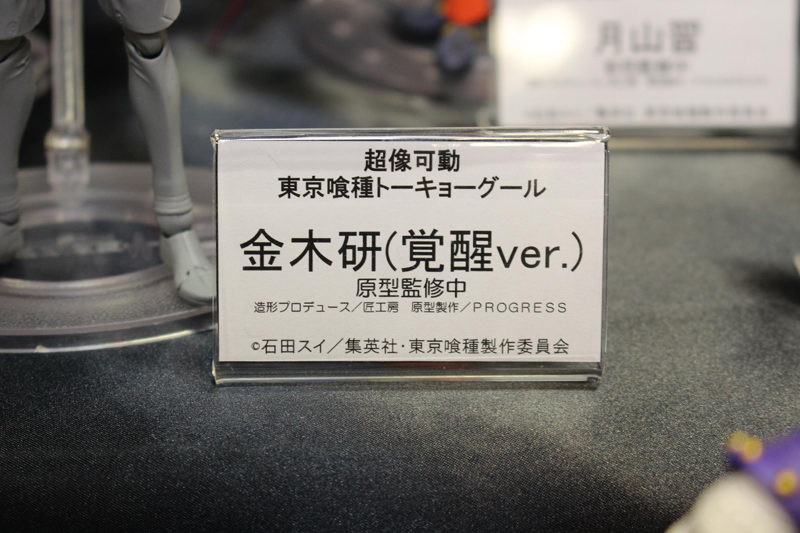 月山習
超像可動
東京喰種トーキョーグール
金木研(覚醒ver.)
原型監修中
造形プロデュース／匠工房　原型製作／PROGRESS
©石田スイ／集英社・東京喰種製作委員会